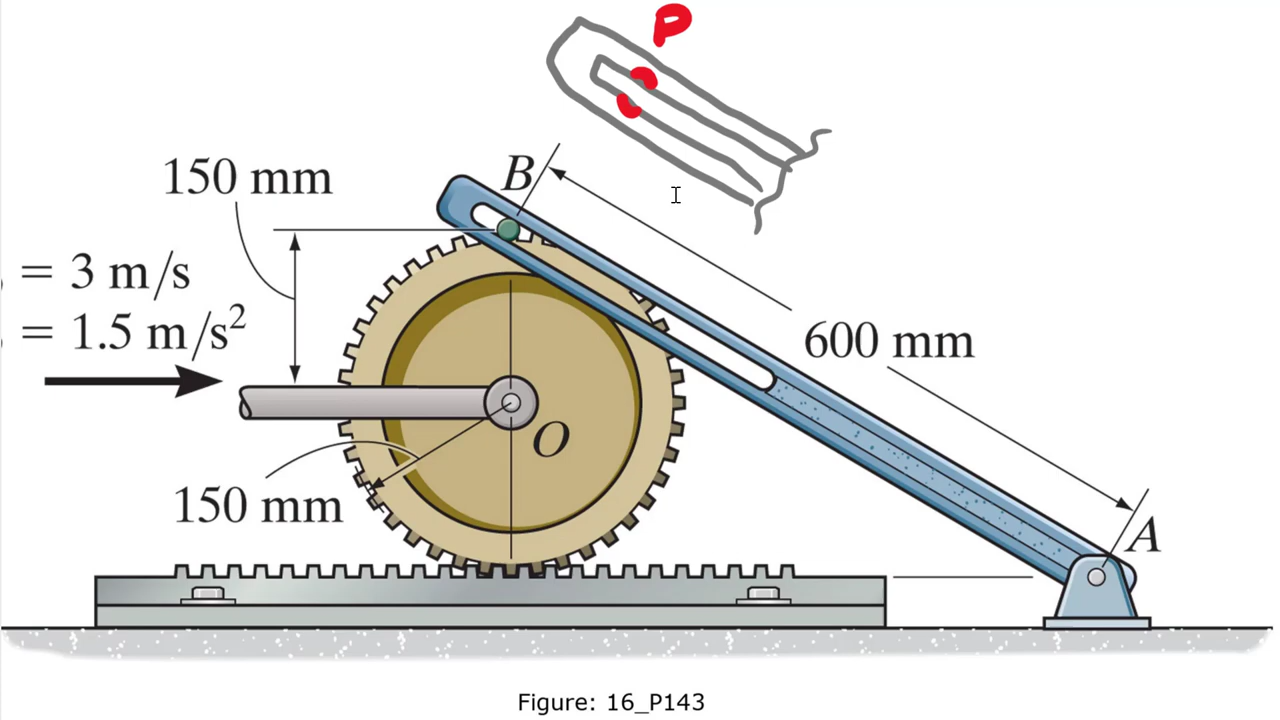 P
B
150 mm
= 3 m/s
= 1.5 m/s²
600 mm
O
150 mm
A
Figure: 16_P143